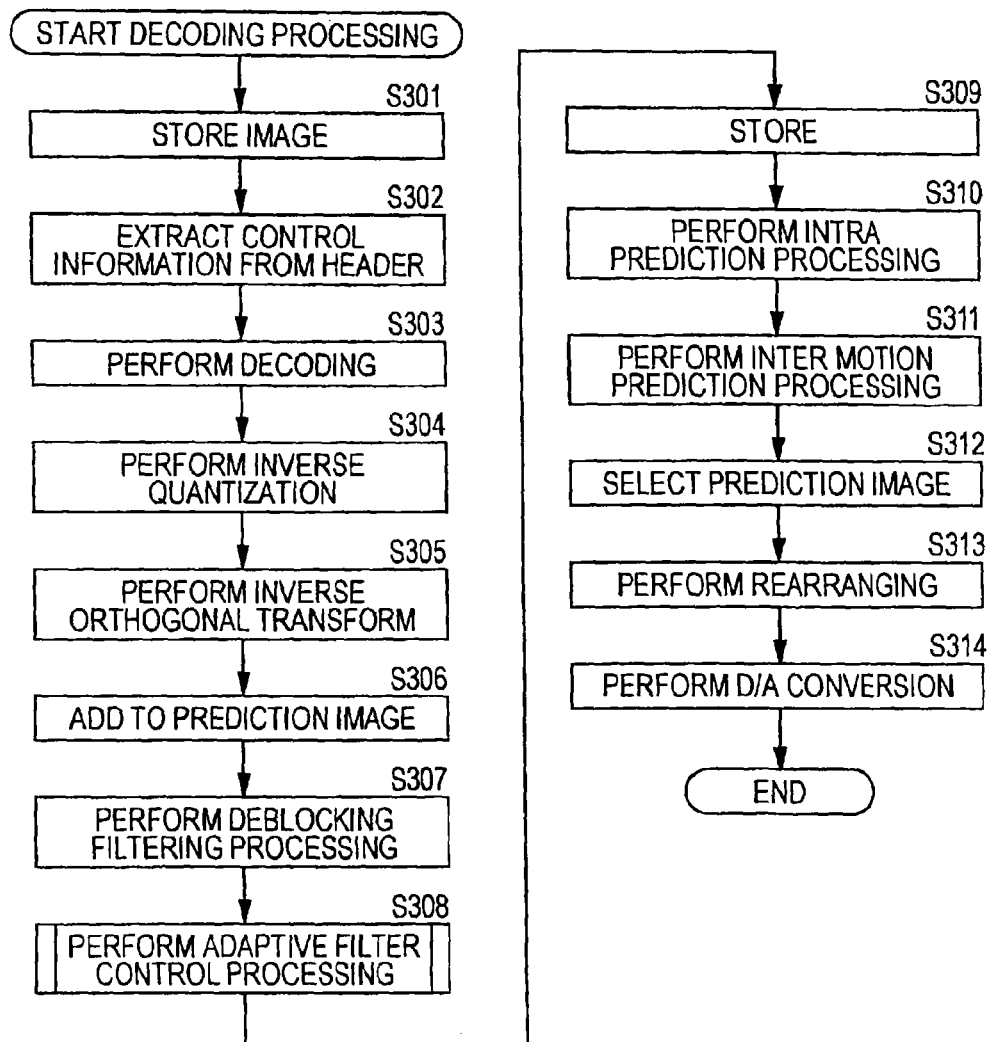 START DECODING PROCESSING
S301
STORE IMAGE
S302
EXTRACT CONTROL
INFORMATION FROM HEADER
S303
PERFORM DECODING
S304
PERFORM INVERSE
QUANTIZATION
S305
PERFORM INVERSE
ORTHOGONAL TRANSFORM
S306
ADD TO PREDICTION IMAGE
S307
PERFORM DEBLOCKING
FILTERING PROCESSING
S308
PERFORM ADAPTIVE FILTER
CONTROL PROCESSING
S309
STORE
S310
PERFORM INTRA
PREDICTION PROCESSING
S311
PERFORM INTER MOTION
PREDICTION PROCESSING
S312
SELECT PREDICTION IMAGE
S313
PERFORM REARRANGING
S314
PERFORM D/A CONVERSION
END